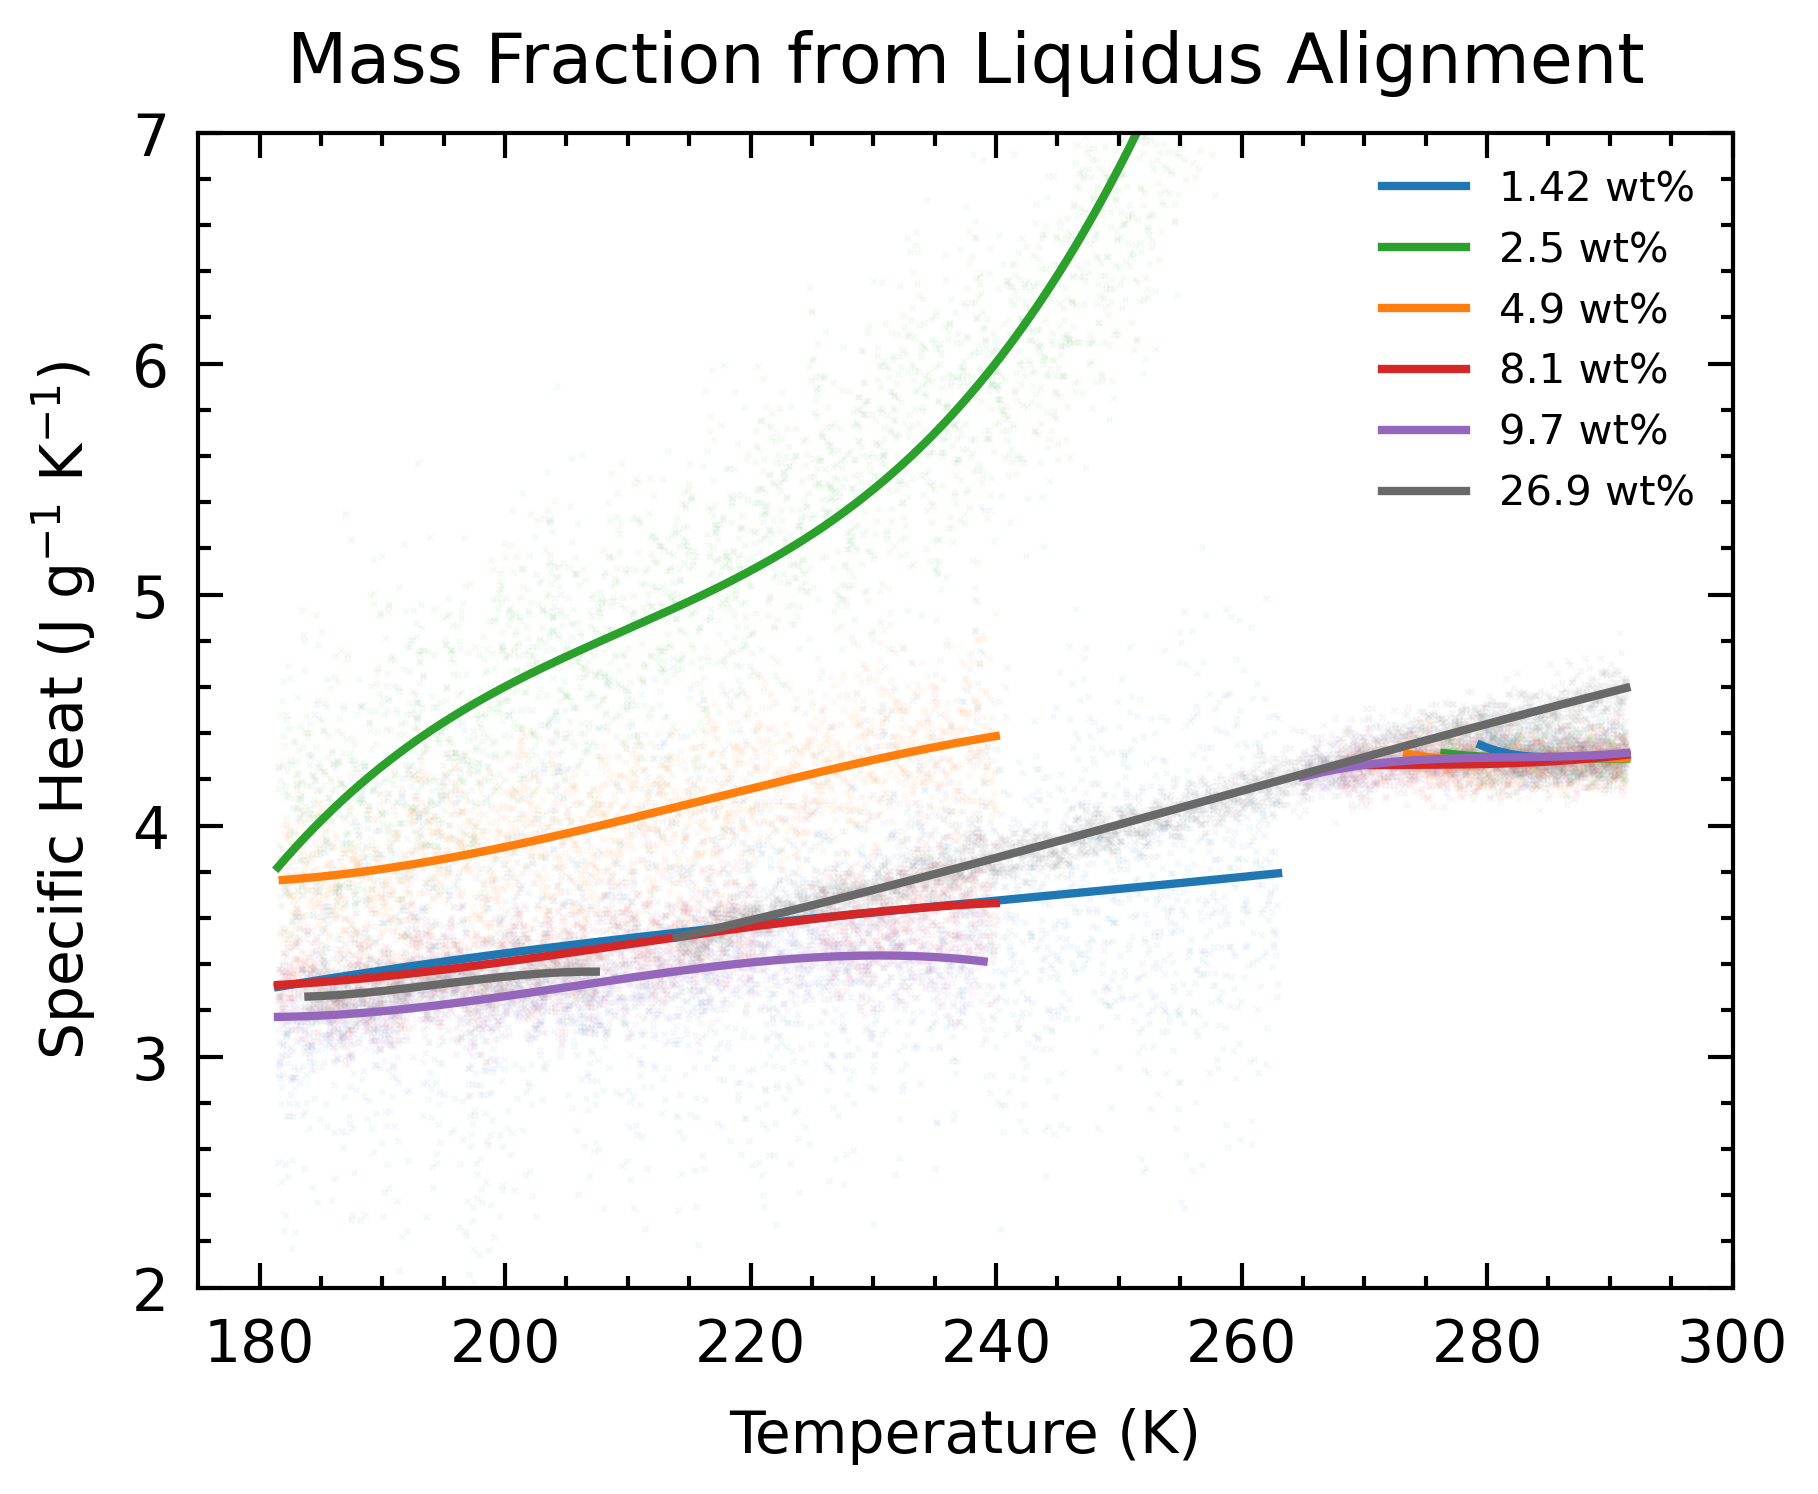 Mass Fraction from Liquidus Alignment
7
6
5
4
3
2
Specific Heat (J g⁻¹ K⁻¹)
1.42 wt%
2.5 wt%
4.9 wt%
8.1 wt%
9.7 wt%
26.9 wt%
180 200 220 240 260 280 300
Temperature (K)